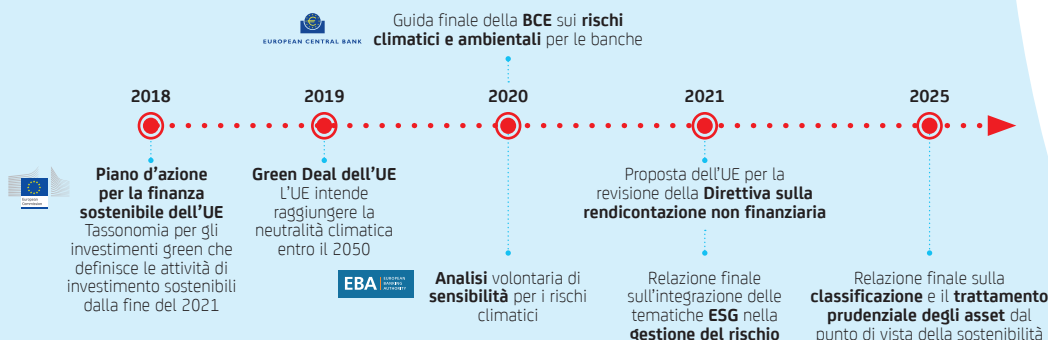 EUROPEAN CENTRAL BANK
Guida finale della BCE sui rischi
climatici e ambientali per le banche
2018
2019
2020
2021
2025
European
Commission
Piano d'azione
per la finanza
sostenibile dell'UE
Tassonomia per gli
investimenti green che
definisce le attività di
investimento sostenibili
dalla fine del 2021
Green Deal dell'UE
L'UE intende
raggiungere la
neutralità climatica
entro il 2050
Proposta dell'UE per la
revisione della Direttiva sulla
rendicontazione non finanziaria
EBA
EUROPEAN
BANKING
AUTHORITY
Analisi volontaria di
sensibilità per i rischi
climatici
Relazione finale
sull'integrazione delle
tematiche ESG nella
gestione del rischio
Relazione finale sulla
classificazione e il trattamento
prudenziale degli asset dal
punto di vista della sostenibilità